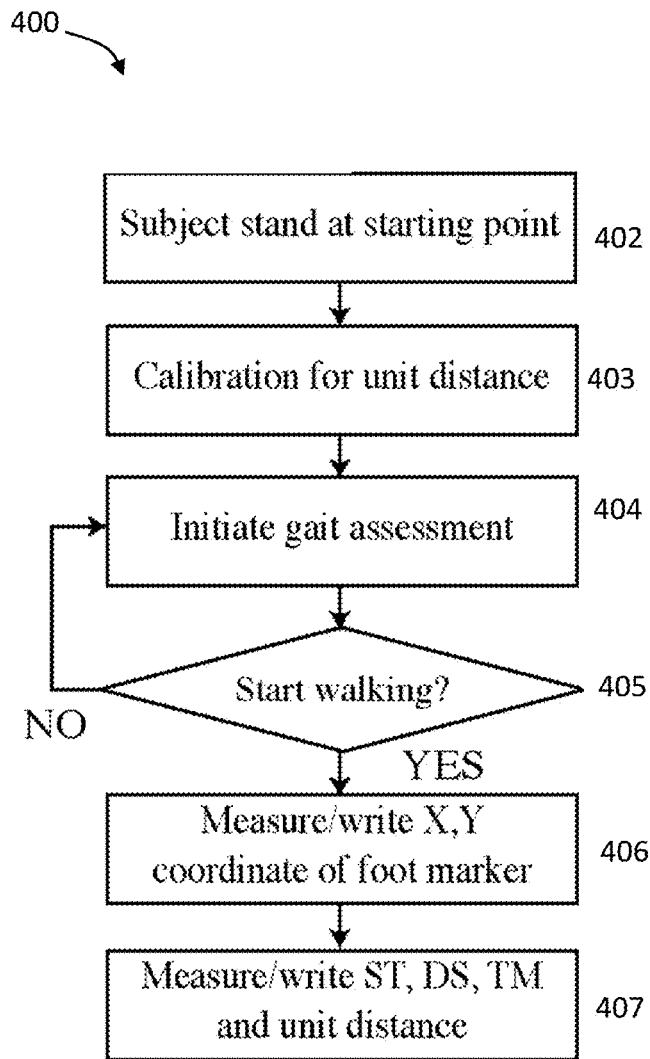 400
Subject stand at starting point
402
Calibration for unit distance
403
Initiate gait assessment
404
Start walking?
405
NO
YES
Measure/write X,Y
coordinate of foot marker
406
Measure/write ST, DS, TM
and unit distance
407